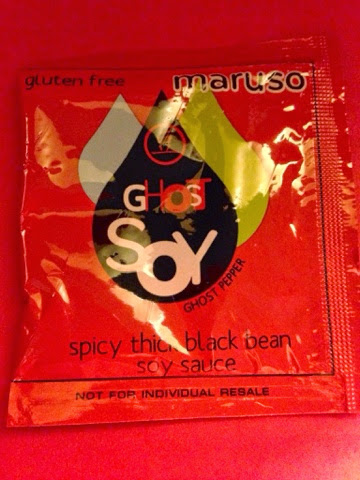 gluten free
maruso
GHOST
SOY
GHOST PEPPER
spicy thick black bean
soy sauce
NOT FOR INDIVIDUAL RESALE